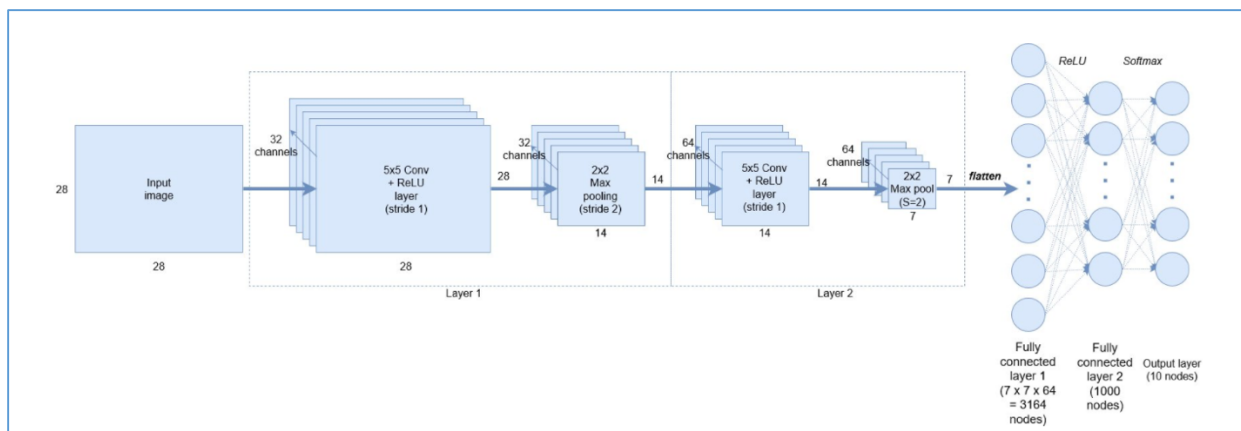 28
Input
image
28
32
channels
5x5 Conv
+ ReLU
layer
(stride 1)
28
28
32
channels
2x2
Max
pooling
(stride 2)
14
14
Layer 1
64
channels
5x5 Conv
+ ReLU
layer
(stride 1)
14
14
64
channels
2x2
Max pool
(S=2)
7
7
Layer 2
flatten
ReLU
Softmax
Fully
connected
layer 1
(7 x 7 x 64
= 3164
nodes)
Fully
connected
layer 2
(1000
nodes)
Output layer
(10 nodes)